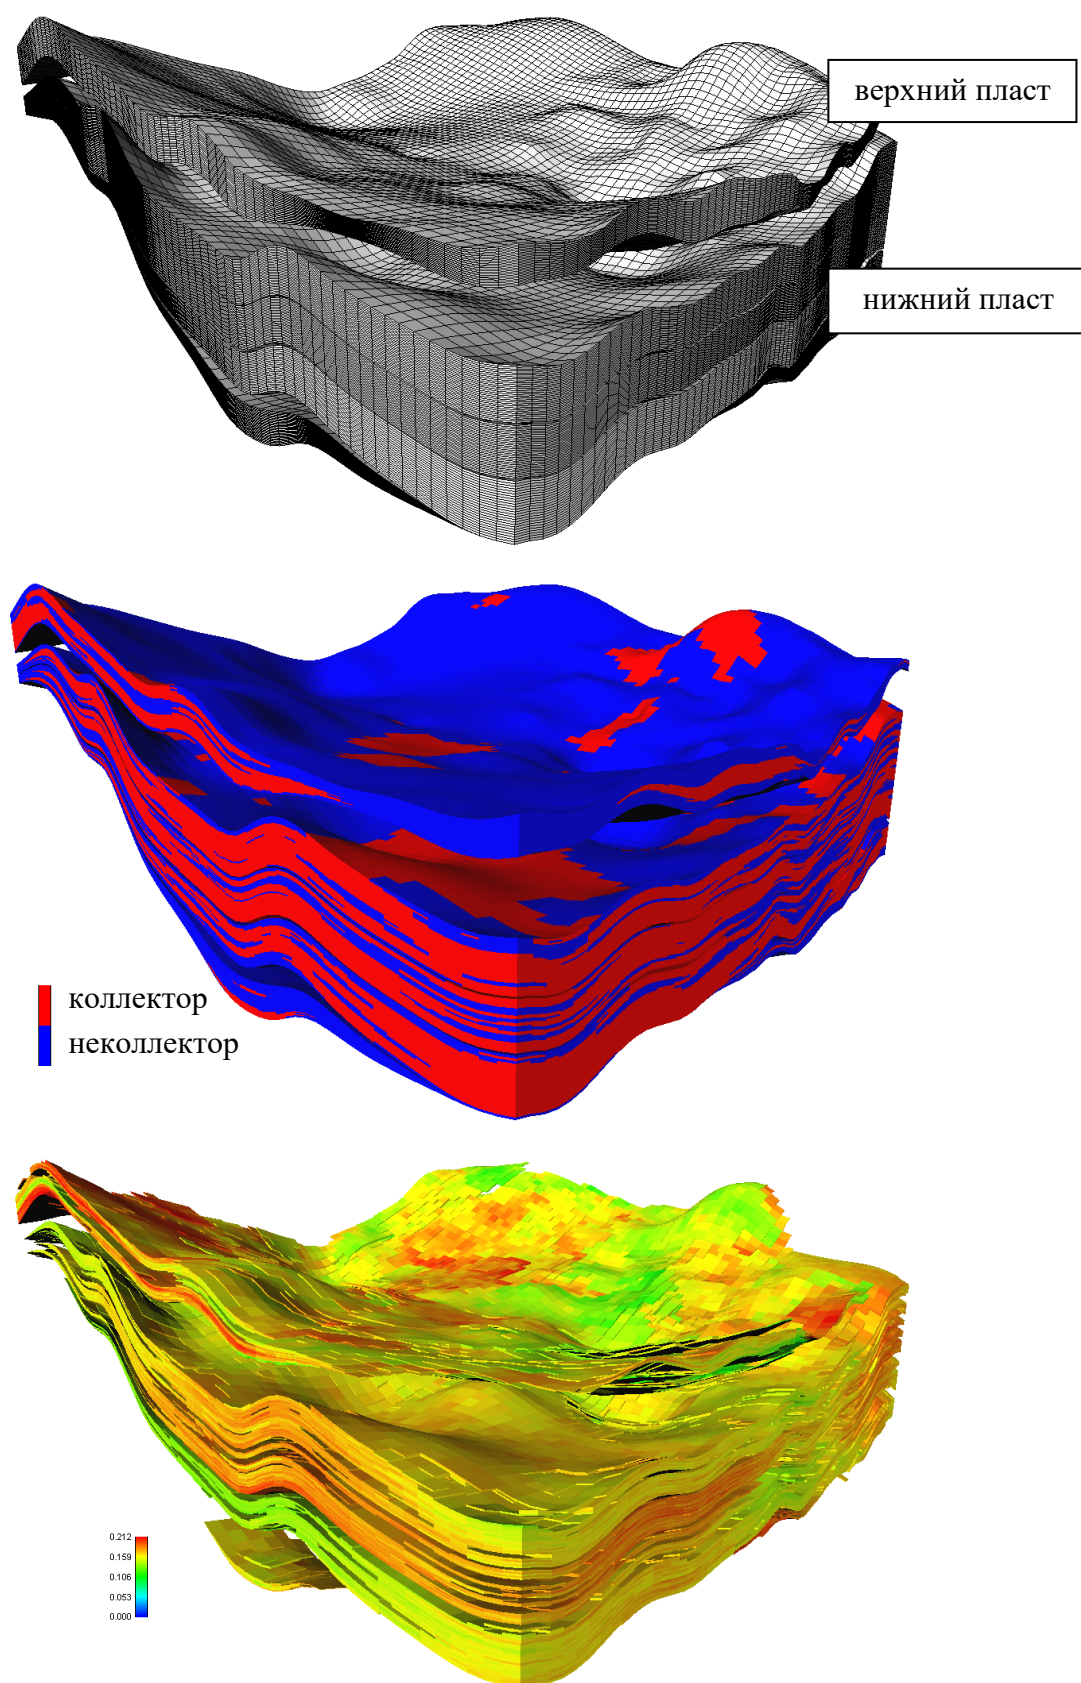 верхний пласт
нижний пласт
коллектор
неколлектор
0.212
0.159
0.106
0.053
0.000